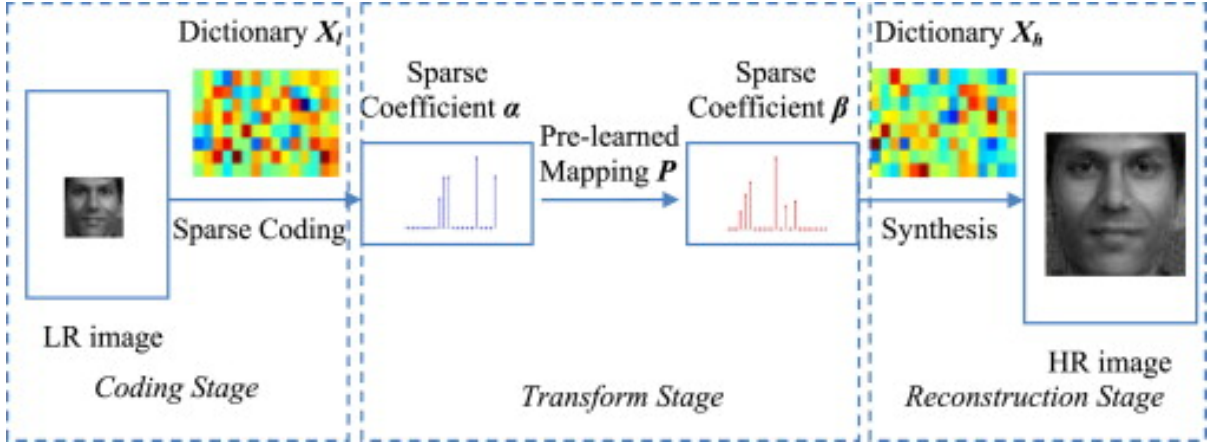 Dictionary X_l
Sparse Coding
LR image
Coding Stage
Sparse
Coefficient α
Pre-learned
Mapping P
Sparse
Coefficient β
Transform Stage
Dictionary X_h
Synthesis
HR image
Reconstruction Stage